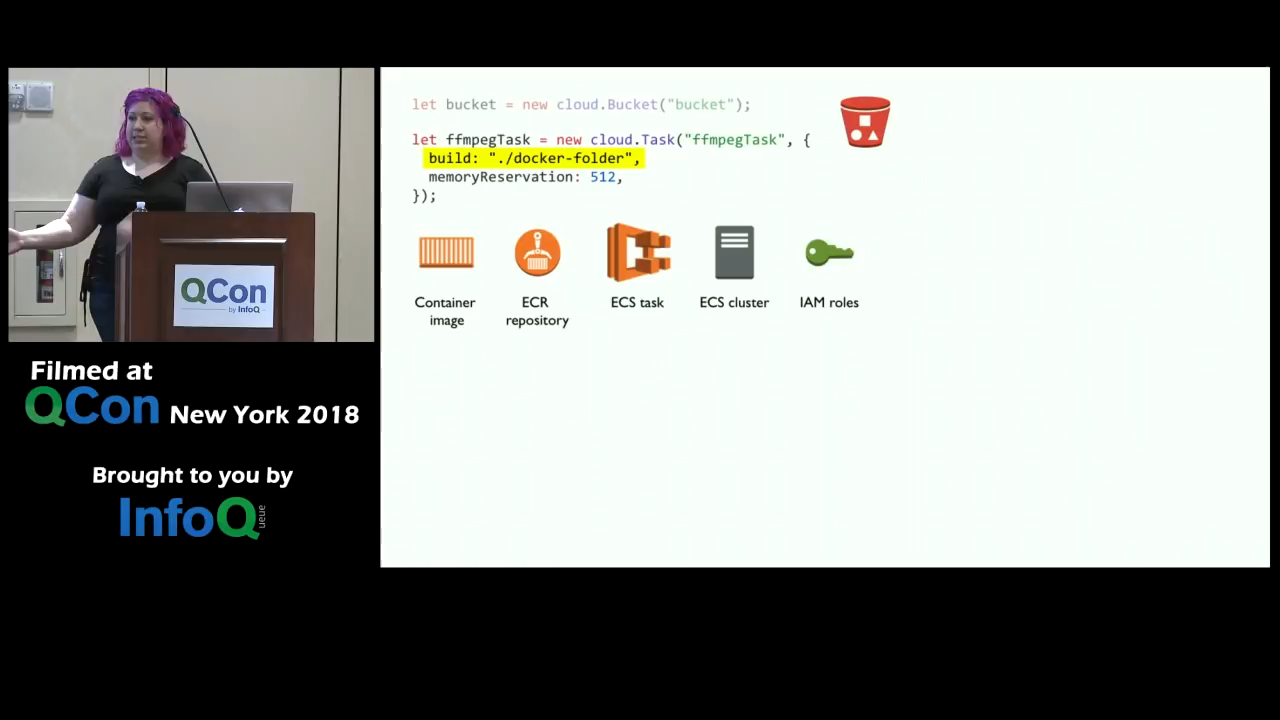 let bucket = new cloud.Bucket("bucket");
let ffmpegTask = new cloud.Task("ffmpegTask", {
build: "./docker-folder",
memoryReservation: 512,
});
Container
image
ECR
repository
ECS task
ECS cluster
IAM roles
QCon
by InfoQ
Filmed at
QCon New York 2018
Brought to you by
InfoQ
ueue